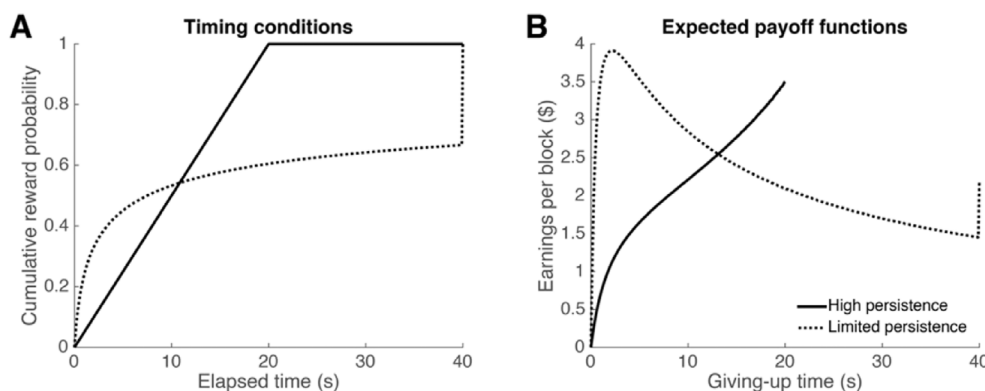 A
Timing conditions
1
0.8
0.6
0.4
0.2
0
Cumulative reward probability
0
10
20
30
40
Elapsed time (s)
B
Expected payoff functions
4
3.5
3
2.5
2
1.5
1
0.5
0
Earnings per block ($)
High persistence
Limited persistence
0
10
20
30
40
Giving-up time (s)